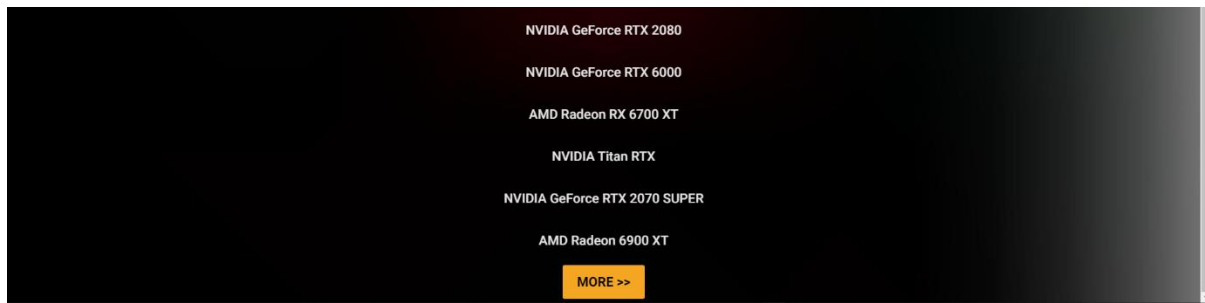 NVIDIA GeForce RTX 2080
NVIDIA GeForce RTX 6000
AMD Radeon RX 6700 XT
NVIDIA Titan RTX
NVIDIA GeForce RTX 2070 SUPER
AMD Radeon 6900 XT
MORE >>